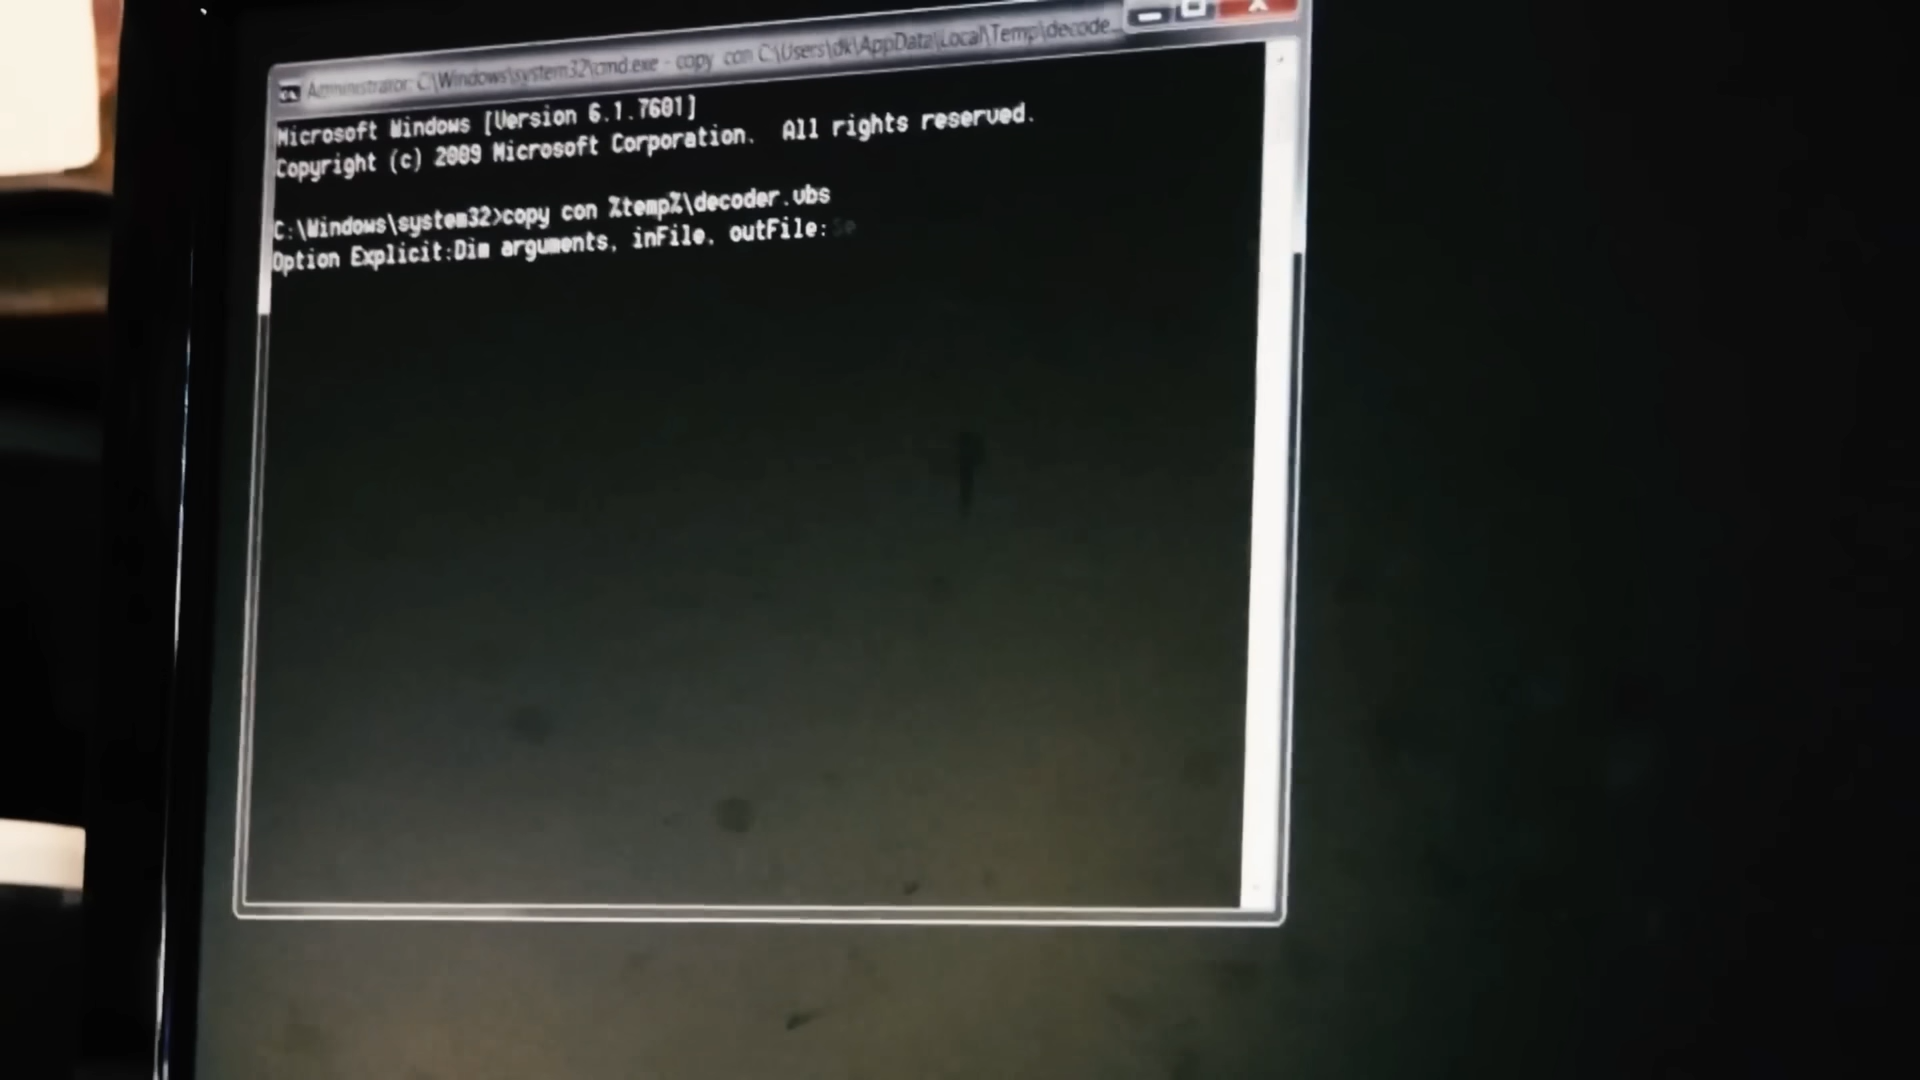 Administrator: C:\Windows\system32\cmd.exe - copy con C:\Users\dk\AppData\Local\Temp\decode...
Microsoft Windows [Version 6.1.7601]
Copyright (c) 2009 Microsoft Corporation. All rights reserved.
C:\Windows\system32>copy con %temp%\decoder.vbs
Option Explicit:Dim arguments, inFile, outFile:Se